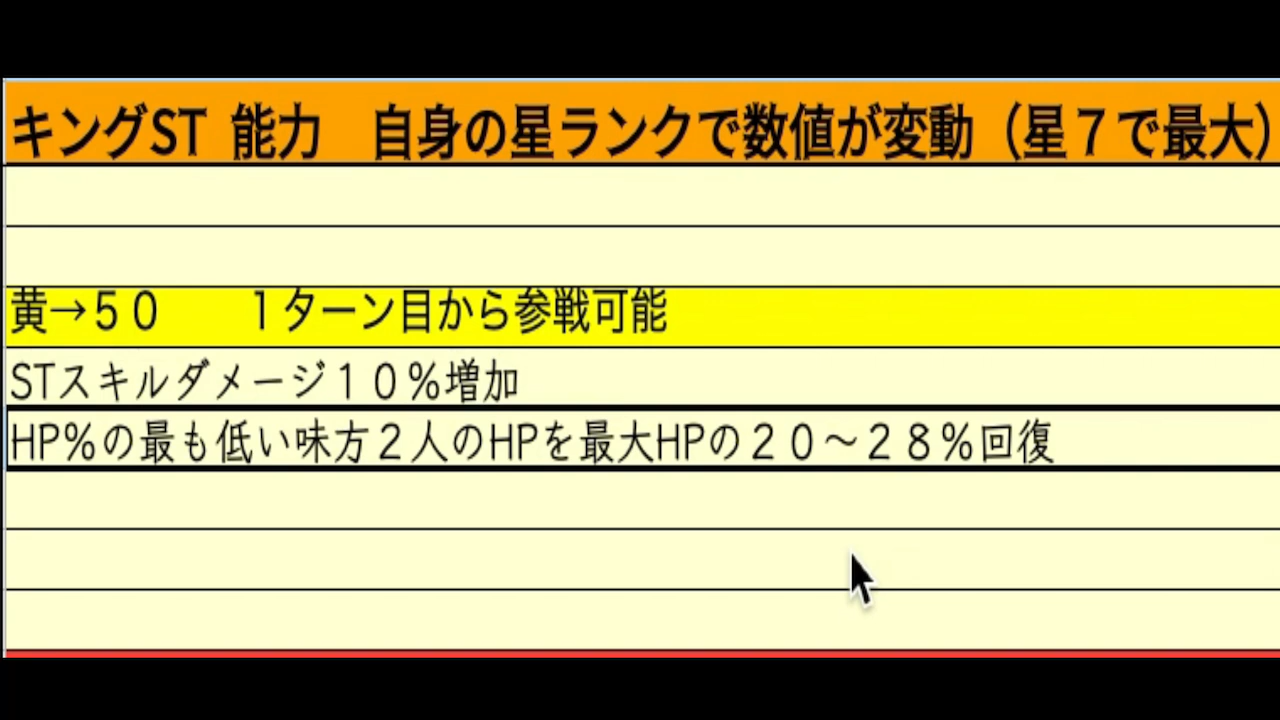 キングST 能力　自身の星ランクで数値が変動（星７で最大）
黄→５０　　１ターン目から参戦可能
STスキルダメージ１０％増加
HP%の最も低い味方２人のHPを最大HPの２０～２８％回復